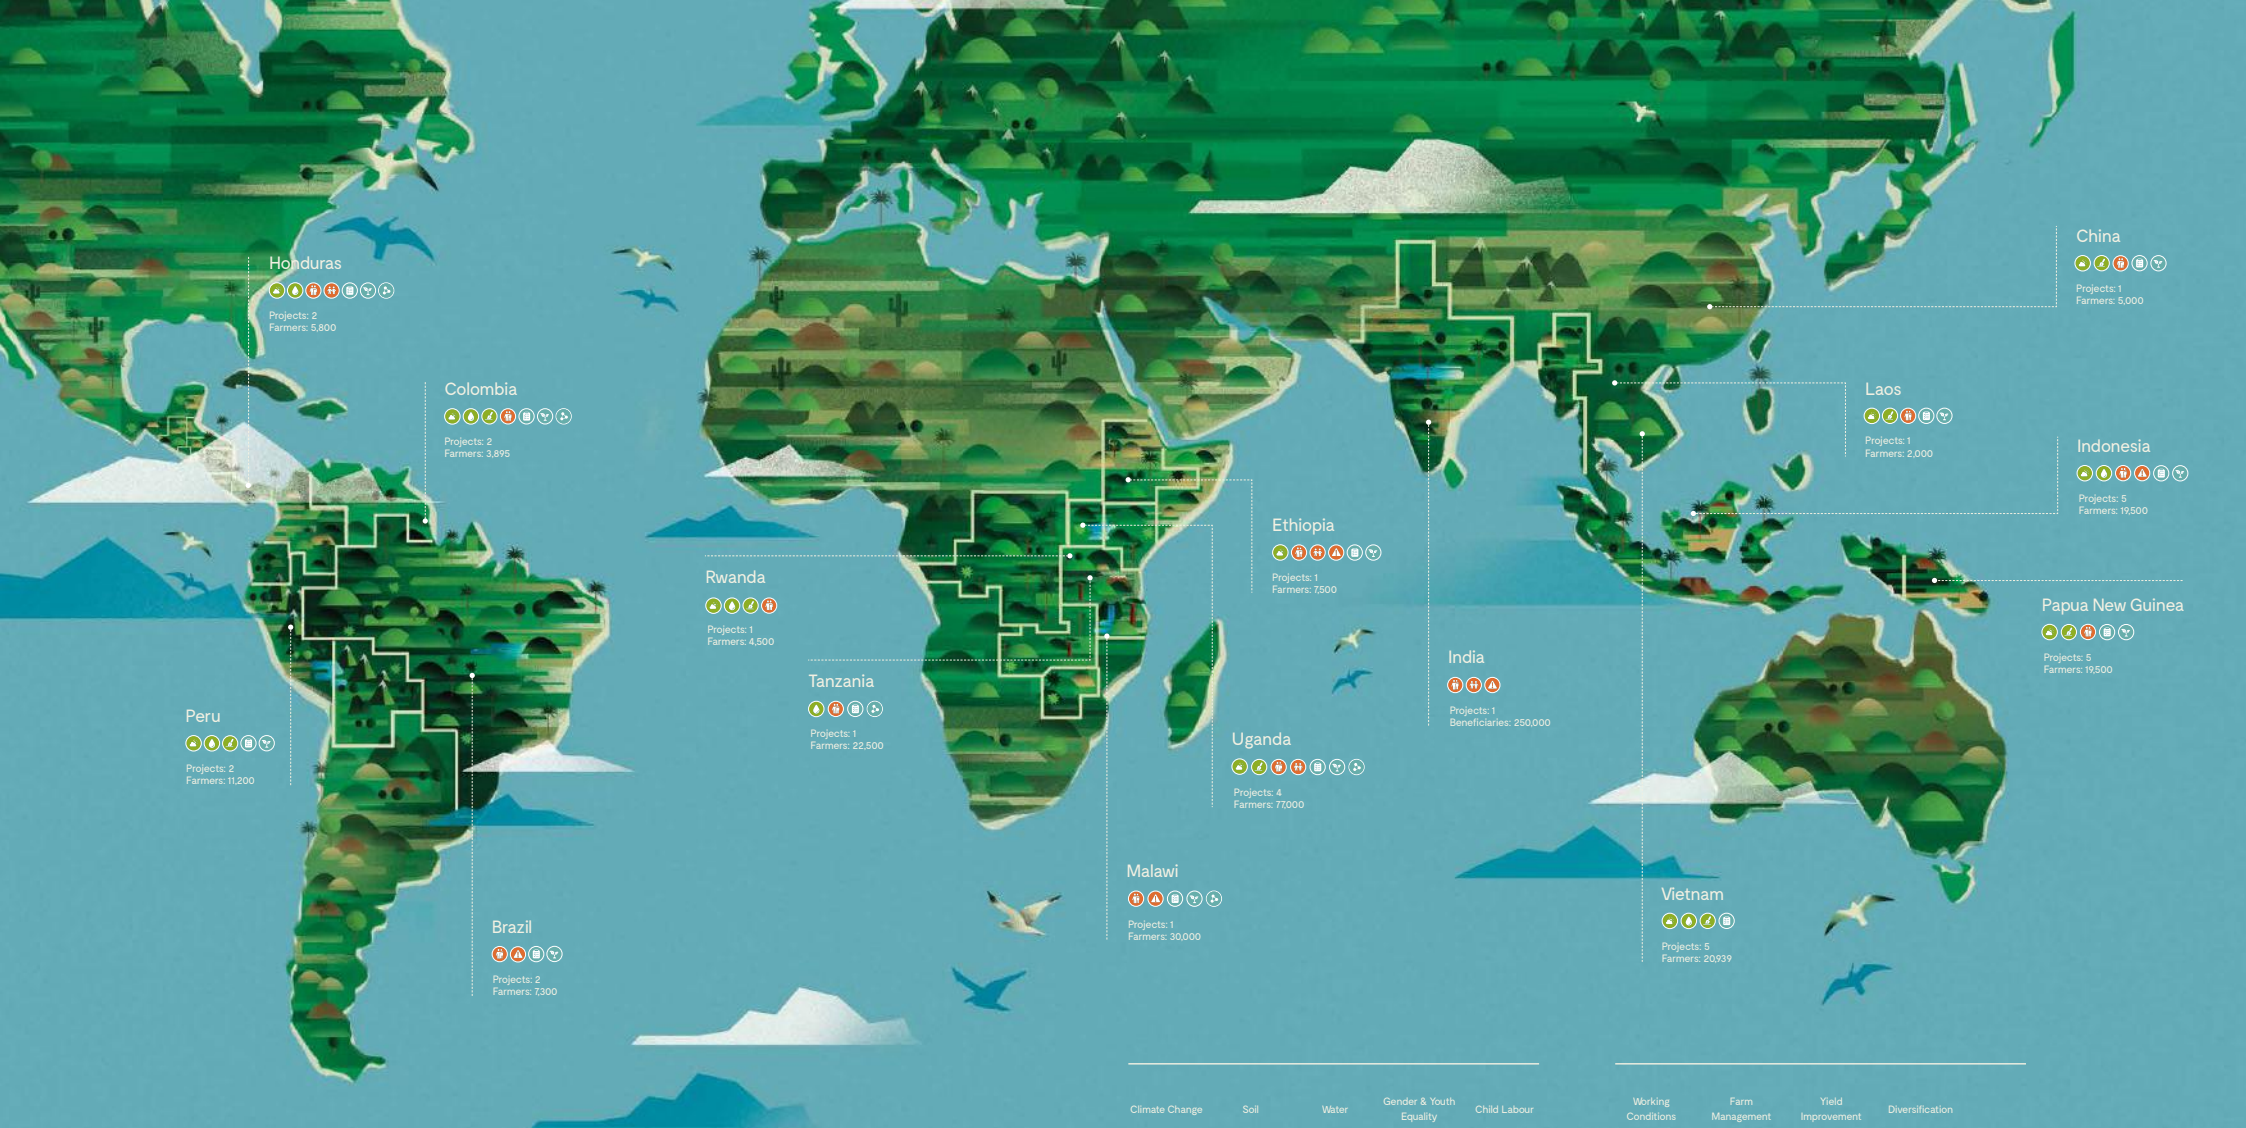 Honduras
Projects: 2
Farmers: 5,800
Colombia
Projects: 2
Farmers: 3,895
Peru
Projects: 2
Farmers: 11,200
Brazil
Projects: 2
Farmers: 7,300
Rwanda
Projects: 1
Farmers: 4,500
Tanzania
Projects: 1
Farmers: 22,500
Ethiopia
Projects: 1
Farmers: 7,500
Uganda
Projects: 4
Farmers: 77,000
Malawi
Projects: 1
Farmers: 30,000
India
Projects: 1
Beneficiaries: 250,000
China
Projects: 1
Farmers: 5,000
Laos
Projects: 1
Farmers: 2,000
Indonesia
Projects: 5
Farmers: 19,500
Papua New Guinea
Projects: 5
Farmers: 19,500
Vietnam
Projects: 5
Farmers: 20,939
Climate Change
Soil
Water
Gender & Youth
Equality
Child Labour
Working
Conditions
Farm
Management
Yield
Improvement
Diversification